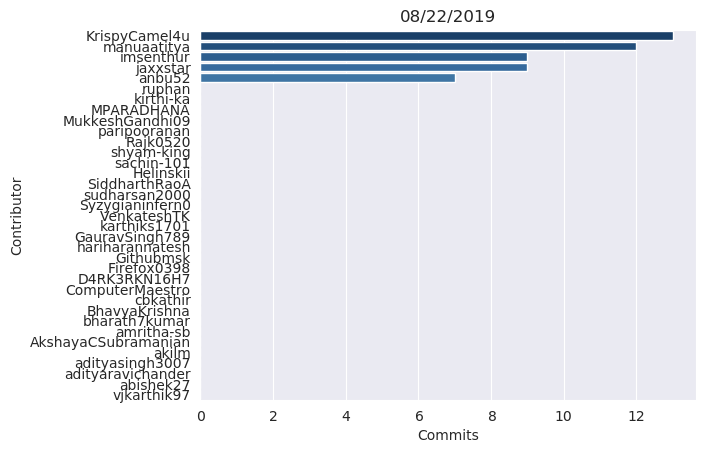 08/22/2019
KrispyCamel4u
manuaatitya
imsenthur
jaxxstar
anbu52
ruphan
kirthi-ka
MPARADHANA
MukkeshGandhi09
paripooranan
Rajk0520
shyam-king
sachin-101
Helinskii
SiddharthRaoA
sudharsan2000
Syzygianinfern0
VenkateshTK
karthiks1701
GauravSingh789
hariharannatesh
Githubmsk
Firefox0398
D4RK3RKN16H7
ComputerMaestro
cbkathir
BhavyaKrishna
bharath7kumar
amritha-sb
AkshayaCSubramanian
akilm
adityasingh3007
adityaravichander
abishek27
vjkarthik97
Contributor
0 2 4 6 8 10 12
Commits